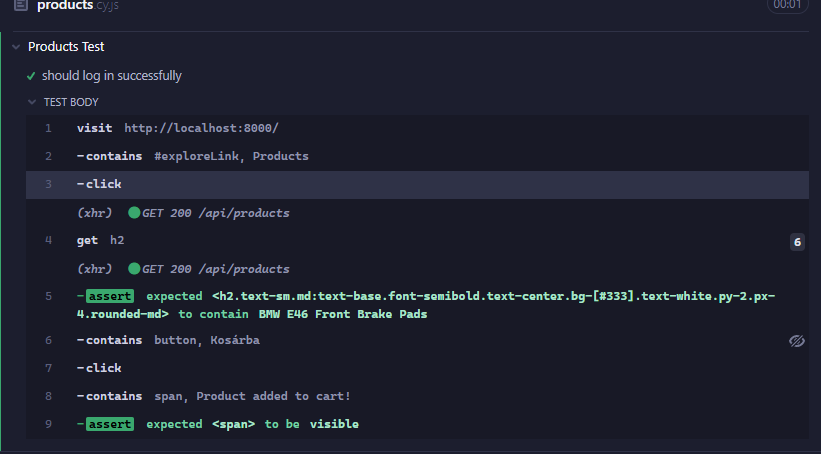 products.cy.js 00:01
Products Test
should log in successfully
TEST BODY
1 visit http://localhost:8000/
2 -contains #exploreLink, Products
3 -click
(xhr) GET 200 /api/products
4 get h2 6
(xhr) GET 200 /api/products
5 -assert expected <h2.text-sm.md:text-base.font-semibold.text-center.bg-[#333].text-white.py-2.px-
4.rounded-md> to contain BMW E46 Front Brake Pads
6 -contains button, Kosárba
7 -click
8 -contains span, Product added to cart!
9 -assert expected <span> to be visible